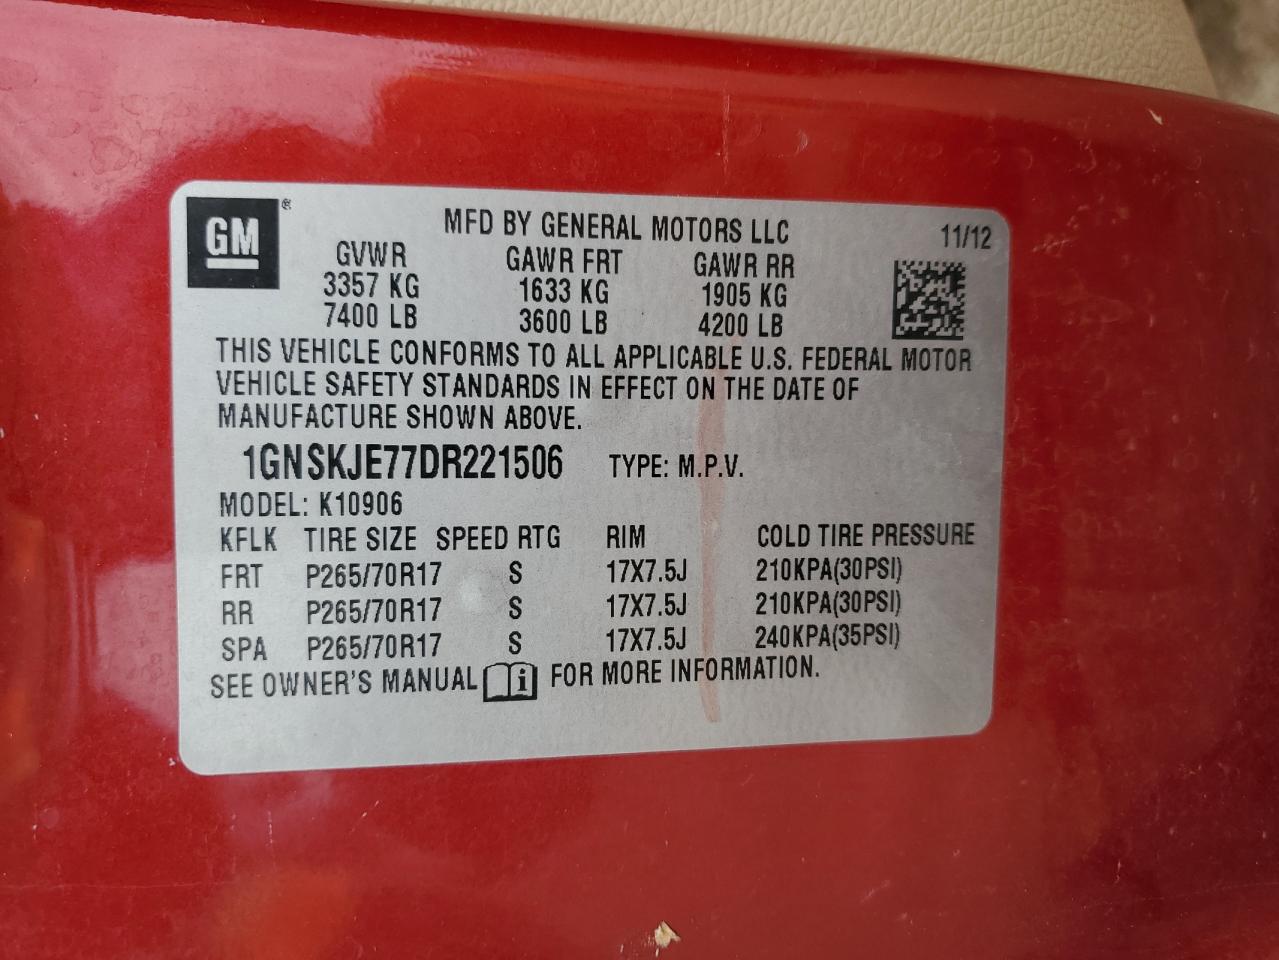 GM®
MFD BY GENERAL MOTORS LLC 11/12
GVWR GAWR FRT GAWR RR
3357 KG 1633 KG 1905 KG
7400 LB 3600 LB 4200 LB
THIS VEHICLE CONFORMS TO ALL APPLICABLE U.S. FEDERAL MOTOR
VEHICLE SAFETY STANDARDS IN EFFECT ON THE DATE OF
MANUFACTURE SHOWN ABOVE.
1GNSKJE77DR221506 TYPE: M.P.V.
MODEL: K10906
KFLK TIRE SIZE SPEED RTG RIM COLD TIRE PRESSURE
FRT P265/70R17 S 17X7.5J 210KPA(30PSI)
RR P265/70R17 S 17X7.5J 210KPA(30PSI)
SPA P265/70R17 S 17X7.5J 240KPA(35PSI)
SEE OWNER'S MANUAL i FOR MORE INFORMATION.